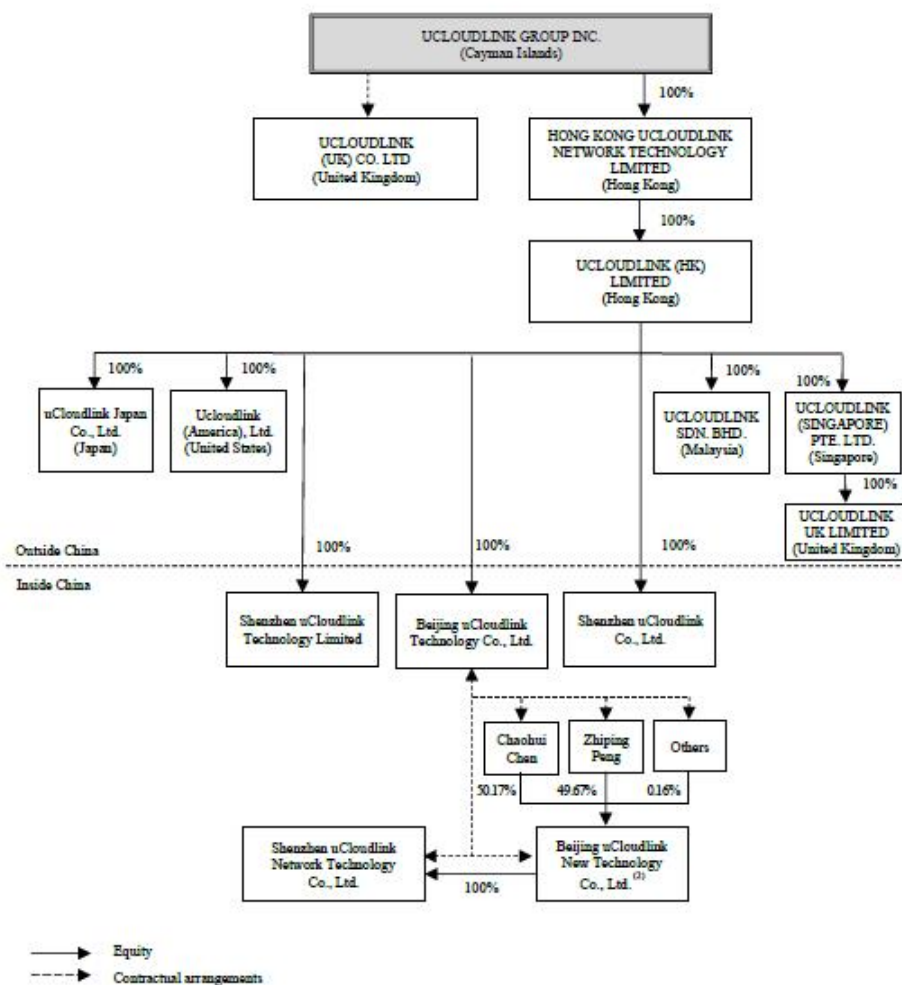 UCLOUDLINK GROUP INC.
(Cayman Islands)
100%
UCLOUDLINK
(UK) CO. LTD
(United Kingdom)
HONG KONG UCLOUDLINK
NETWORK TECHNOLOGY
LIMITED
(Hong Kong)
100%
UCLOUDLINK (HK)
LIMITED
(Hong Kong)
100%
100%
100%
100%
uCloudlink Japan
Co., Ltd.
(Japan)
Ucloudlink
(America), Ltd.
(United States)
UCLOUDLINK
SDN. BHD.
(Malaysia)
UCLOUDLINK
(SINGAPORE)
PTE. LTD.
(Singapore)
100%
UCLOUDLINK
UK LIMITED
(United Kingdom)
Outside China
100%
100%
100%
Inside China
Shenzhen uCloudlink
Technology Limited
Beijing uCloudlink
Technology Co., Ltd.
Shenzhen uCloudlink
Co., Ltd.
Chaohui
Chen
Zhiping
Peng
Others
50.17%
49.67%
0.16%
Shenzhen uCloudlink
Network Technology
Co., Ltd.
Beijing uCloudlink
New Technology
Co., Ltd. (2)
100%
Equity
Contractual arrangements